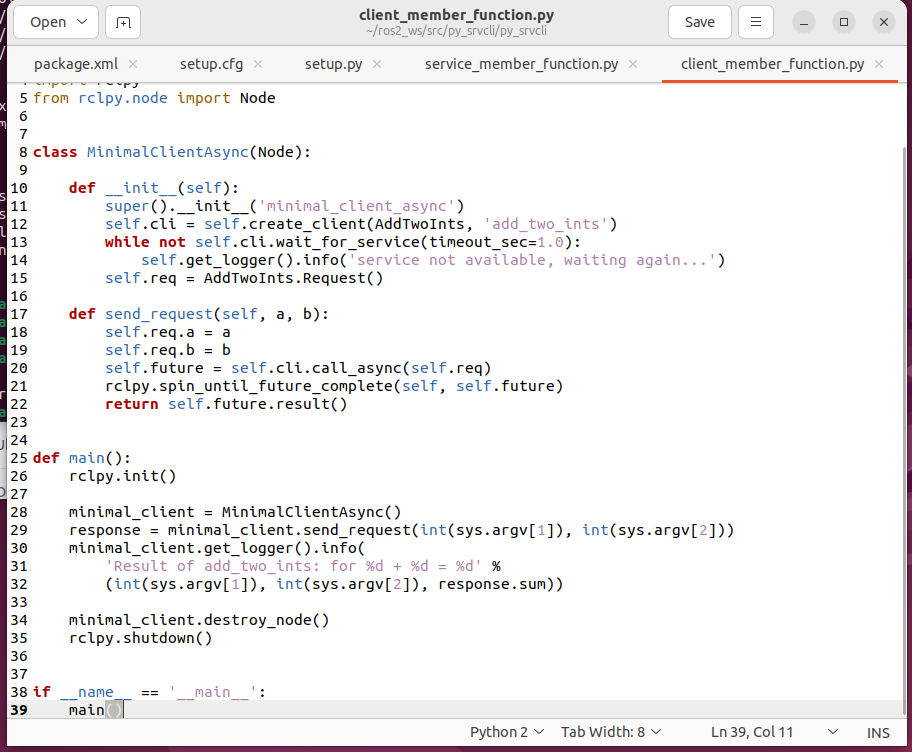 Open
client_member_function.py
~/ros2_ws/src/py_srvcli/py_srvcli
Save
package.xml
setup.cfg
setup.py
service_member_function.py
client_member_function.py
import rclpy
5 from rclpy.node import Node
6
7
8 class MinimalClientAsync(Node):
9
10     def __init__(self):
11         super().__init__('minimal_client_async')
12         self.cli = self.create_client(AddTwoInts, 'add_two_ints')
13         while not self.cli.wait_for_service(timeout_sec=1.0):
14             self.get_logger().info('service not available, waiting again...')
15         self.req = AddTwoInts.Request()
16
17     def send_request(self, a, b):
18         self.req.a = a
19         self.req.b = b
20         self.future = self.cli.call_async(self.req)
21         rclpy.spin_until_future_complete(self, self.future)
22         return self.future.result()
23
24
25 def main():
26     rclpy.init()
27
28     minimal_client = MinimalClientAsync()
29     response = minimal_client.send_request(int(sys.argv[1]), int(sys.argv[2]))
30     minimal_client.get_logger().info(
31         'Result of add_two_ints: for %d + %d = %d' %
32         (int(sys.argv[1]), int(sys.argv[2]), response.sum))
33
34     minimal_client.destroy_node()
35     rclpy.shutdown()
36
37
38 if __name__ == '__main__':
39     main()
Python 2
Tab Width: 8
Ln 39, Col 11
INS